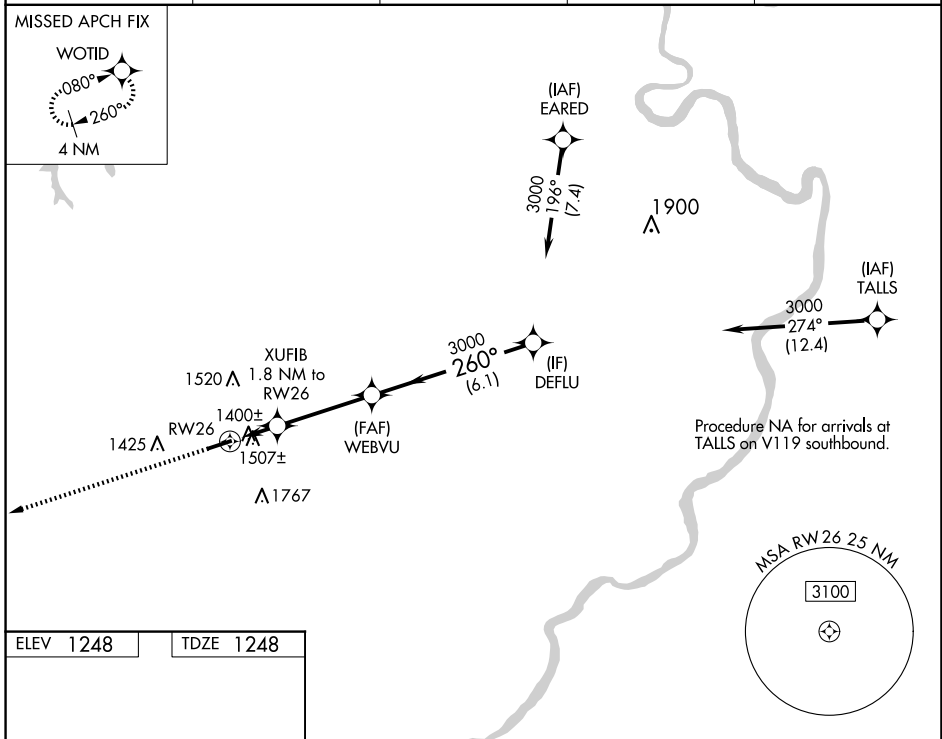 MISSED APCH FIX
WOTID
080°
260°
4 NM
(IAF)
EARED
3000
196°
(7.4)
1900
(IAF)
TALLS
3000
274°
(12.4)
Procedure NA for arrivals at
TALLS on V119 southbound.
3000
260°
(6.1)
(IF)
DEFLU
XUFIB
1.8 NM to
RW26
1520
1400±
RW26
1425
1507±
(FAF)
WEBVU
1767
MSA RW26 25 NM
3100
ELEV 1248
TDZE 1248